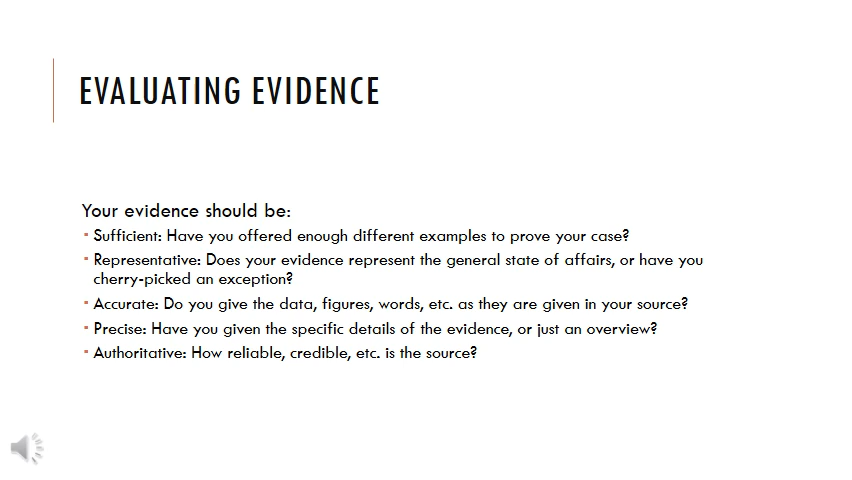 EVALUATING EVIDENCE
Your evidence should be:
▪ Sufficient: Have you offered enough different examples to prove your case?
▪ Representative: Does your evidence represent the general state of affairs, or have you
cherry-picked an exception?
▪ Accurate: Do you give the data, figures, words, etc. as they are given in your source?
▪ Precise: Have you given the specific details of the evidence, or just an overview?
▪ Authoritative: How reliable, credible, etc. is the source?